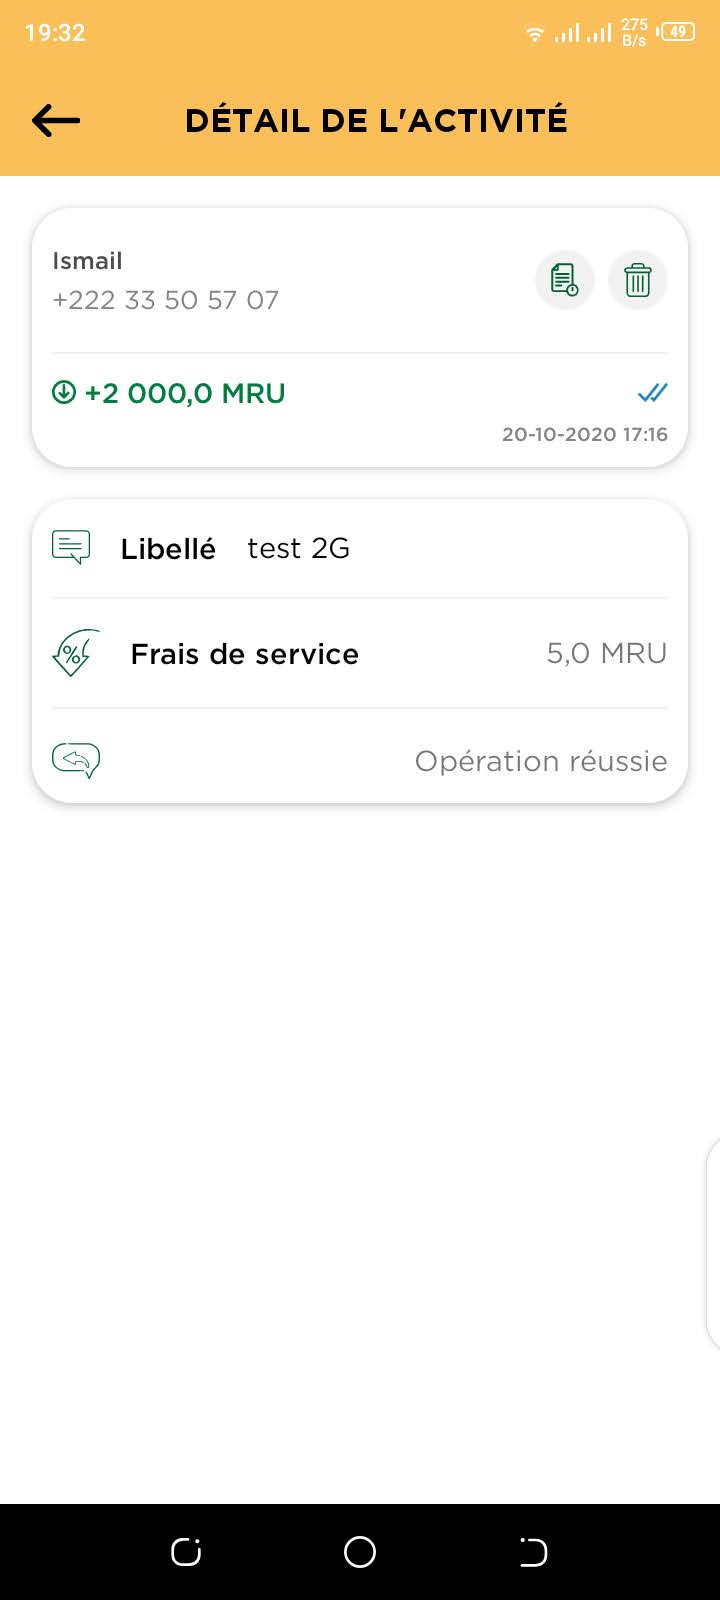 19:32
275 B/s
49
DÉTAIL DE L'ACTIVITÉ
Ismail
+222 33 50 57 07
+2 000,0 MRU
20-10-2020 17:16
Libellé test 2G
% Frais de service 5,0 MRU
Opération réussie